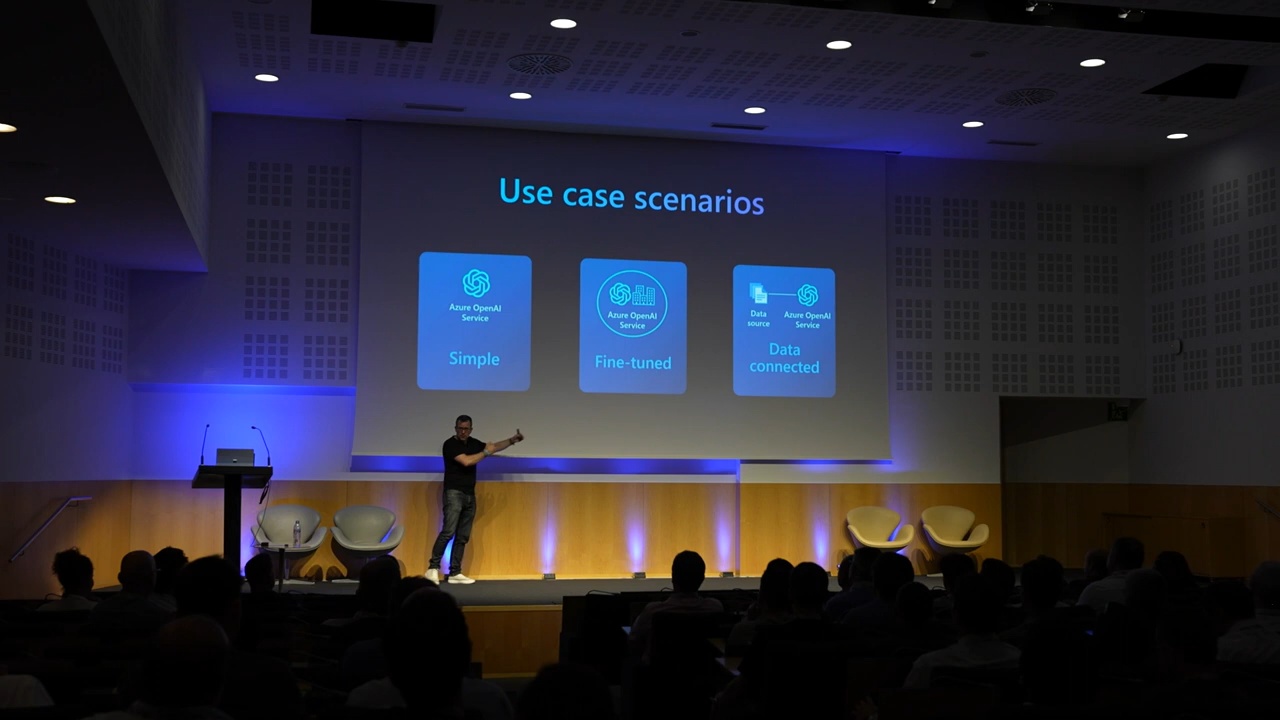 Use case scenarios
Azure OpenAI
Service
Simple
Azure OpenAI
Service
Fine-tuned
Data
source
Azure OpenAI
Service
Data
connected